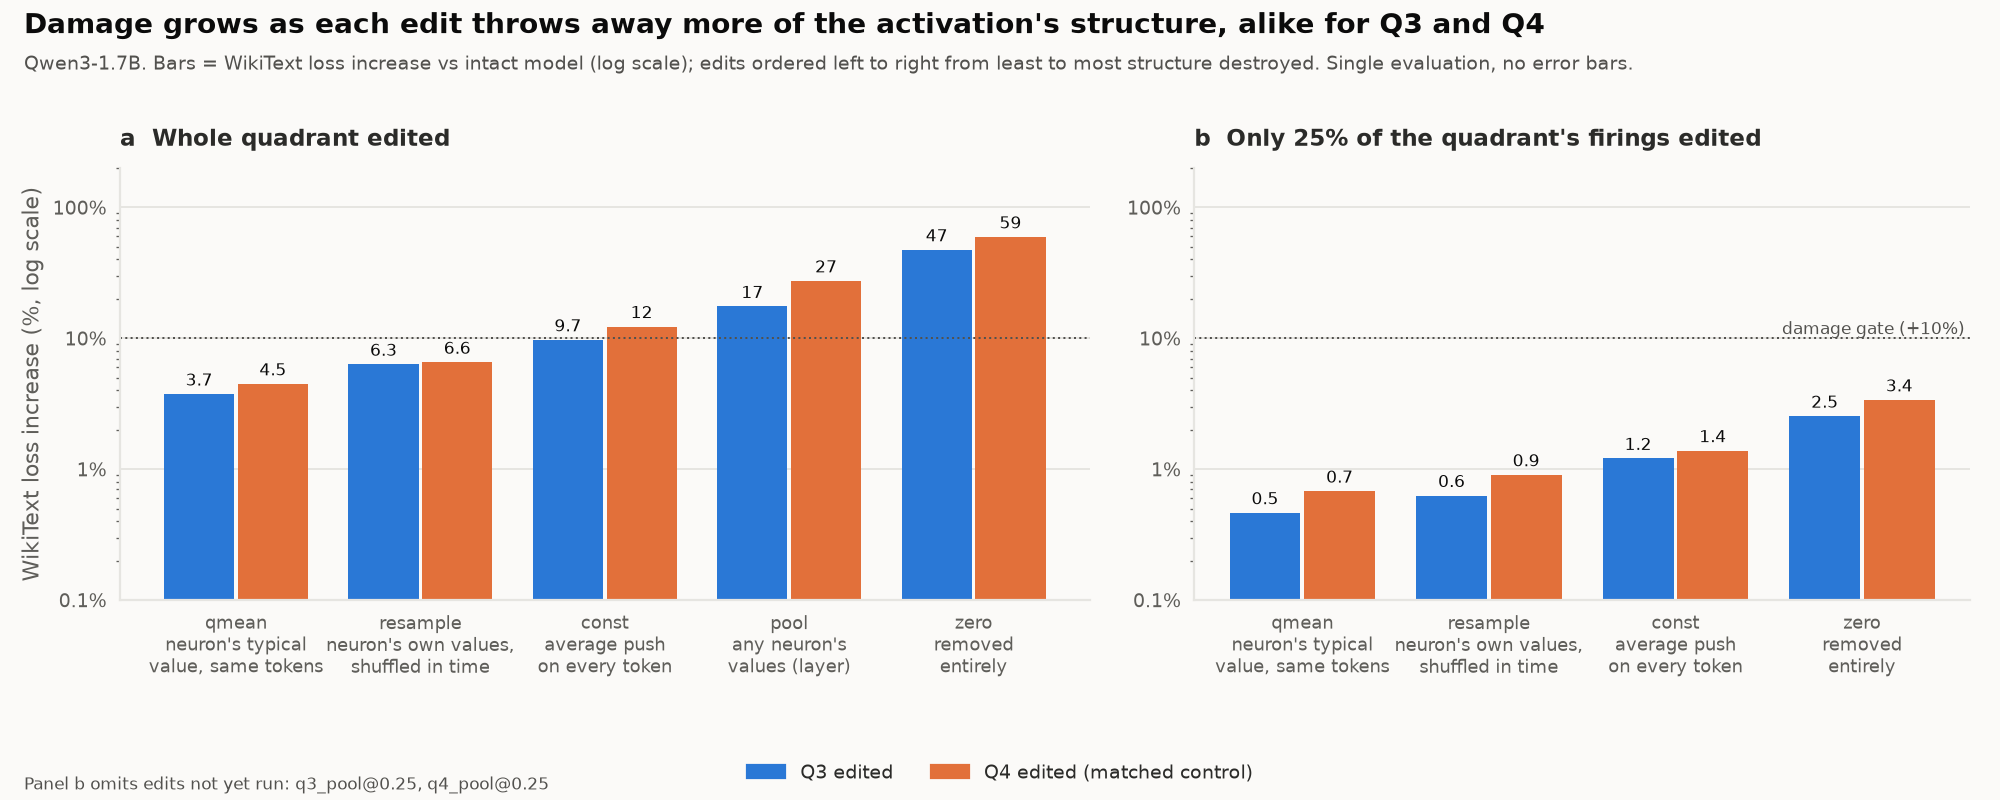 Damage grows as each edit throws away more of the activation's structure, alike for Q3 and Q4
Qwen3-1.7B. Bars = WikiText loss increase vs intact model (log scale); edits ordered left to right from least to most structure destroyed. Single evaluation, no error bars.
a Whole quadrant edited
WikiText loss increase (%, log scale)
100%
10%
1%
0.1%
3.7
4.5
6.3
6.6
9.7
12
17
27
47
59
qmean
neuron's typical
value, same tokens
resample
neuron's own values,
shuffled in time
const
average push
on every token
pool
any neuron's
values (layer)
zero
removed
entirely
b Only 25% of the quadrant's firings edited
100%
10%
1%
0.1%
damage gate (+10%)
0.5
0.7
0.6
0.9
1.2
1.4
2.5
3.4
qmean
neuron's typical
value, same tokens
resample
neuron's own values,
shuffled in time
const
average push
on every token
zero
removed
entirely
Q3 edited
Q4 edited (matched control)
Panel b omits edits not yet run: q3_pool@0.25, q4_pool@0.25